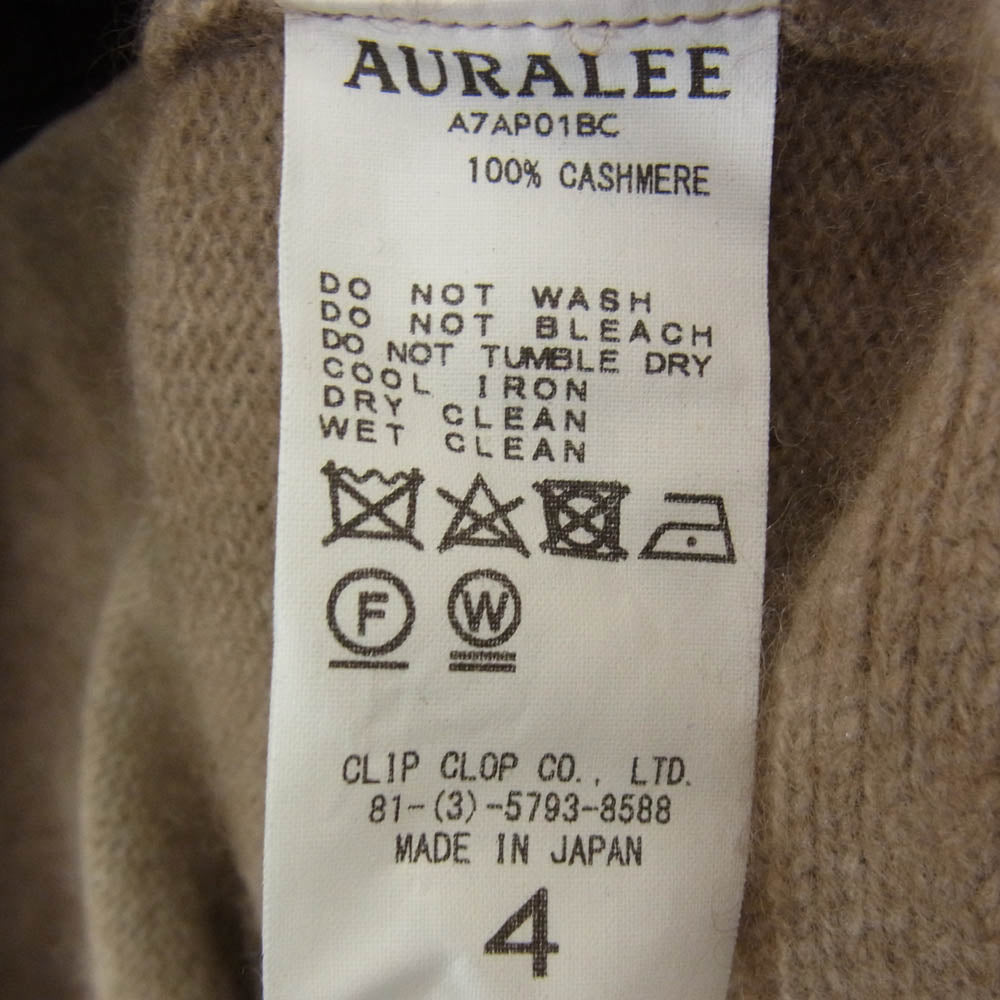 AURALEE
A7AP01BC
100% CASHMERE
DO NOT WASH
DO NOT BLEACH
DO NOT TUMBLE DRY
COOL IRON
DRY CLEAN
WET CLEAN
F W
CLIP CLOP CO., LTD.
81-(3)-5793-8588
MADE IN JAPAN
4